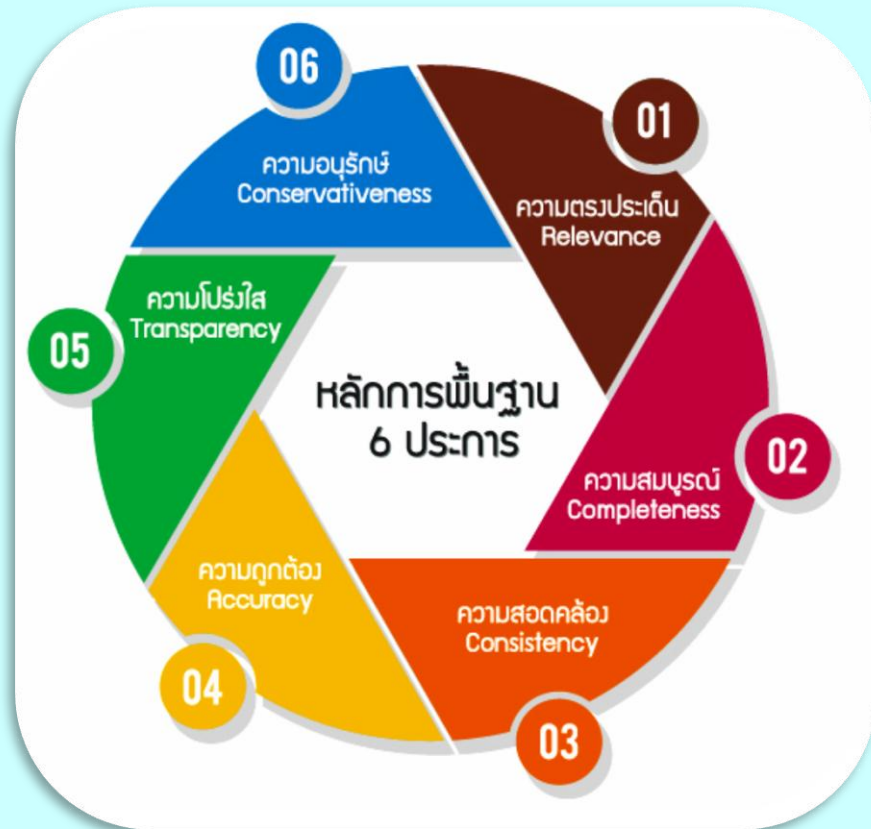 หลักการพื้นฐาน
6 ประการ
01
ความตรงประเด็น
Relevance
02
ความสมบูรณ์
Completeness
03
ความสอดคล้อง
Consistency
04
ความถูกต้อง
Accuracy
05
ความโปร่งใส
Transparency
06
ความอนุรักษ์
Conservativeness